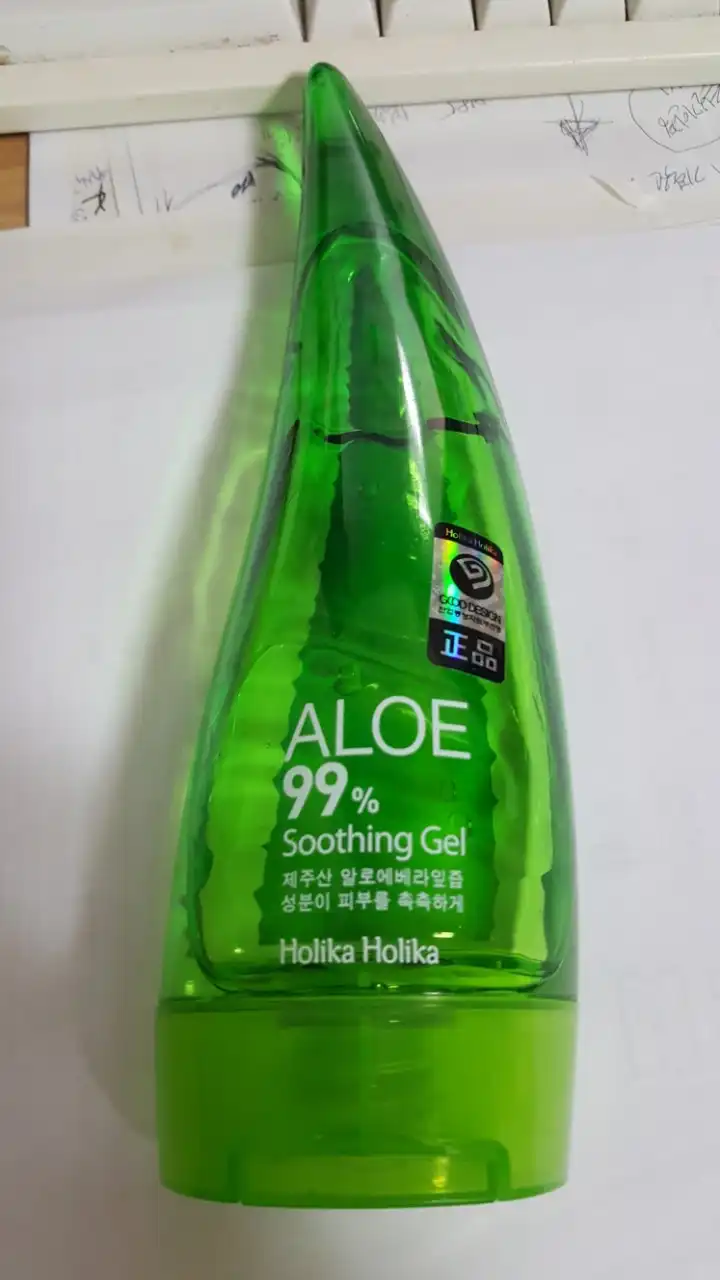 Holika Holika
GOOD DESIGN
正品
ALOE
99%
Soothing Gel
제주산 알로에베라잎즙
성분이 피부를 촉촉하게
Holika Holika